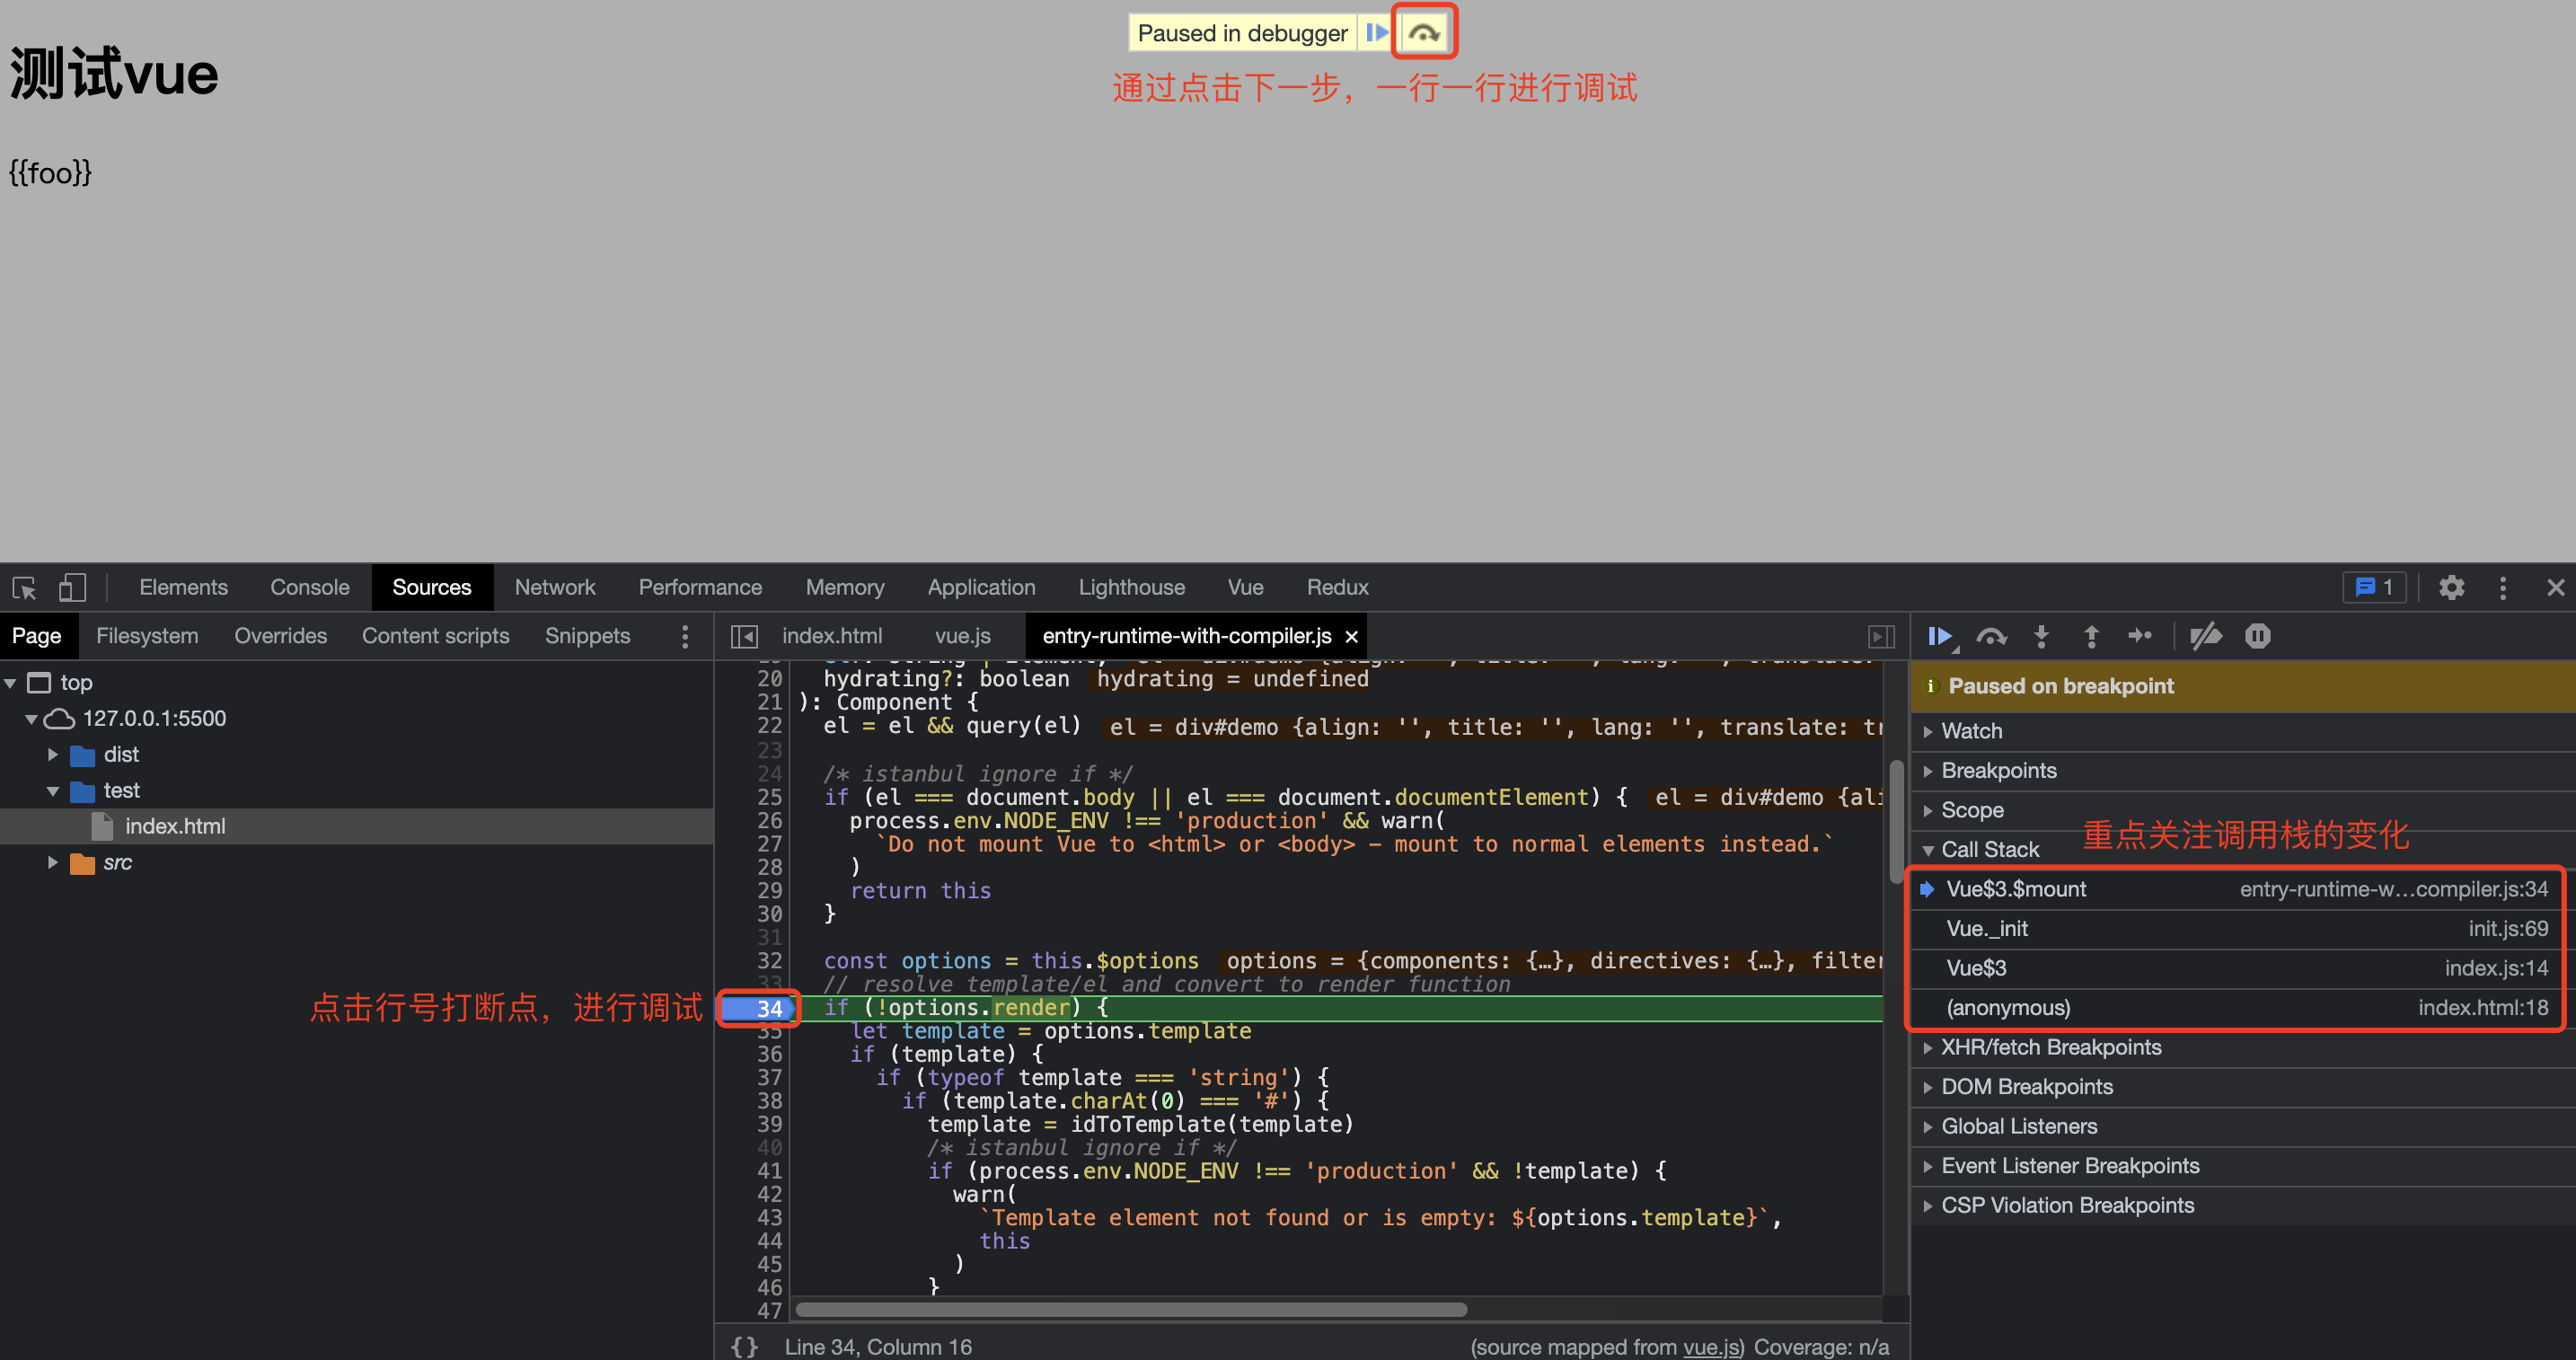 测试vue
{{foo}}
Paused in debugger
通过点击下一步，一行一行进行调试
Elements Console Sources Network Performance Memory Application Lighthouse Vue Redux 1
Page Filesystem Overrides Content scripts Snippets
top
127.0.0.1:5500
dist
test
index.html
src
点击行号打断点，进行调试
index.html vue.js entry-runtime-with-compiler.js
20 hydrating?: boolean hydrating = undefined
21 ): Component {
22 el = el && query(el) el = div#demo {align: '', title: '', lang: '', translate: tr
23
24 /* istanbul ignore if */
25 if (el === document.body || el === document.documentElement) { el = div#demo {ali
26 process.env.NODE_ENV !== 'production' && warn(
27 `Do not mount Vue to <html> or <body> - mount to normal elements instead.`
28 )
29 return this
30 }
31
32 const options = this.$options options = {components: {…}, directives: {…}, filter
33 // resolve template/el and convert to render function
34 if (!options.render) {
35 let template = options.template
36 if (template) {
37 if (typeof template === 'string') {
38 if (template.charAt(0) === '#') {
39 template = idToTemplate(template)
40 /* istanbul ignore if */
41 if (process.env.NODE_ENV !== 'production' && !template) {
42 warn(
43 `Template element not found or is empty: ${options.template}`,
44 this
45 )
46 }
47
{} Line 34, Column 16 (source mapped from vue.js) Coverage: n/a
Paused on breakpoint
Watch
Breakpoints
Scope
重点关注调用栈的变化
Call Stack
Vue$3.$mount entry-runtime-w…compiler.js:34
Vue._init init.js:69
Vue$3 index.js:14
(anonymous) index.html:18
XHR/fetch Breakpoints
DOM Breakpoints
Global Listeners
Event Listener Breakpoints
CSP Violation Breakpoints